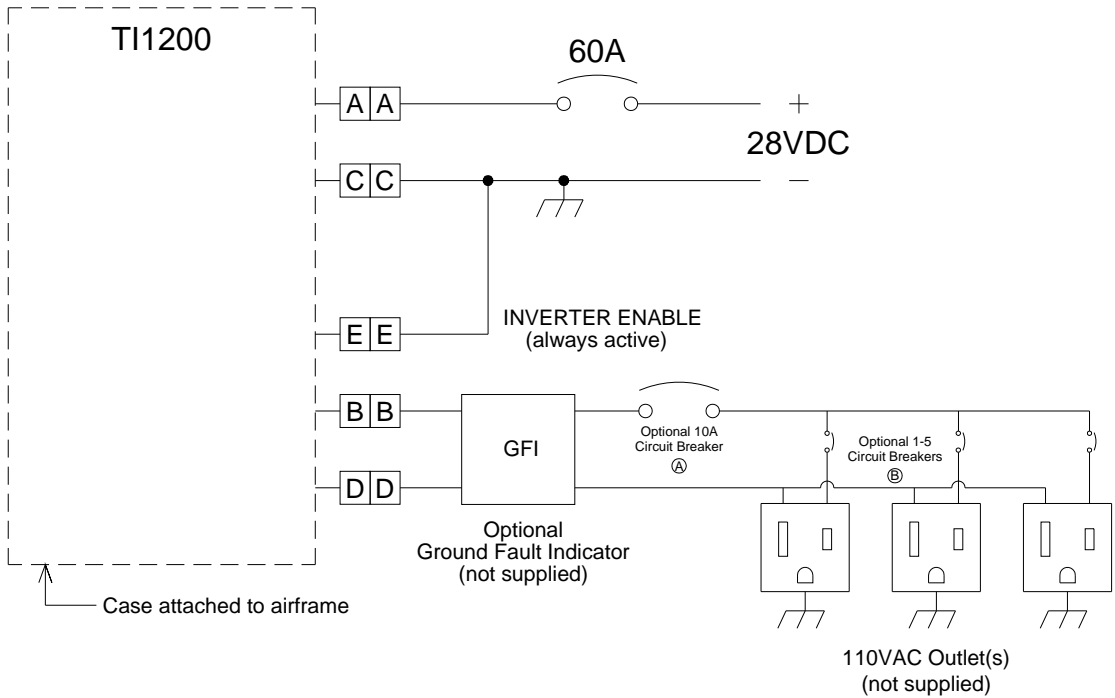 TI1200
60A
A A
+
28VDC
C C
−
INVERTER ENABLE
(always active)
E E
B B
GFI
Optional 10A
Circuit Breaker
Ⓐ
Optional 1-5
Circuit Breakers
Ⓑ
D D
Optional
Ground Fault Indicator
(not supplied)
Case attached to airframe
110VAC Outlet(s)
(not supplied)